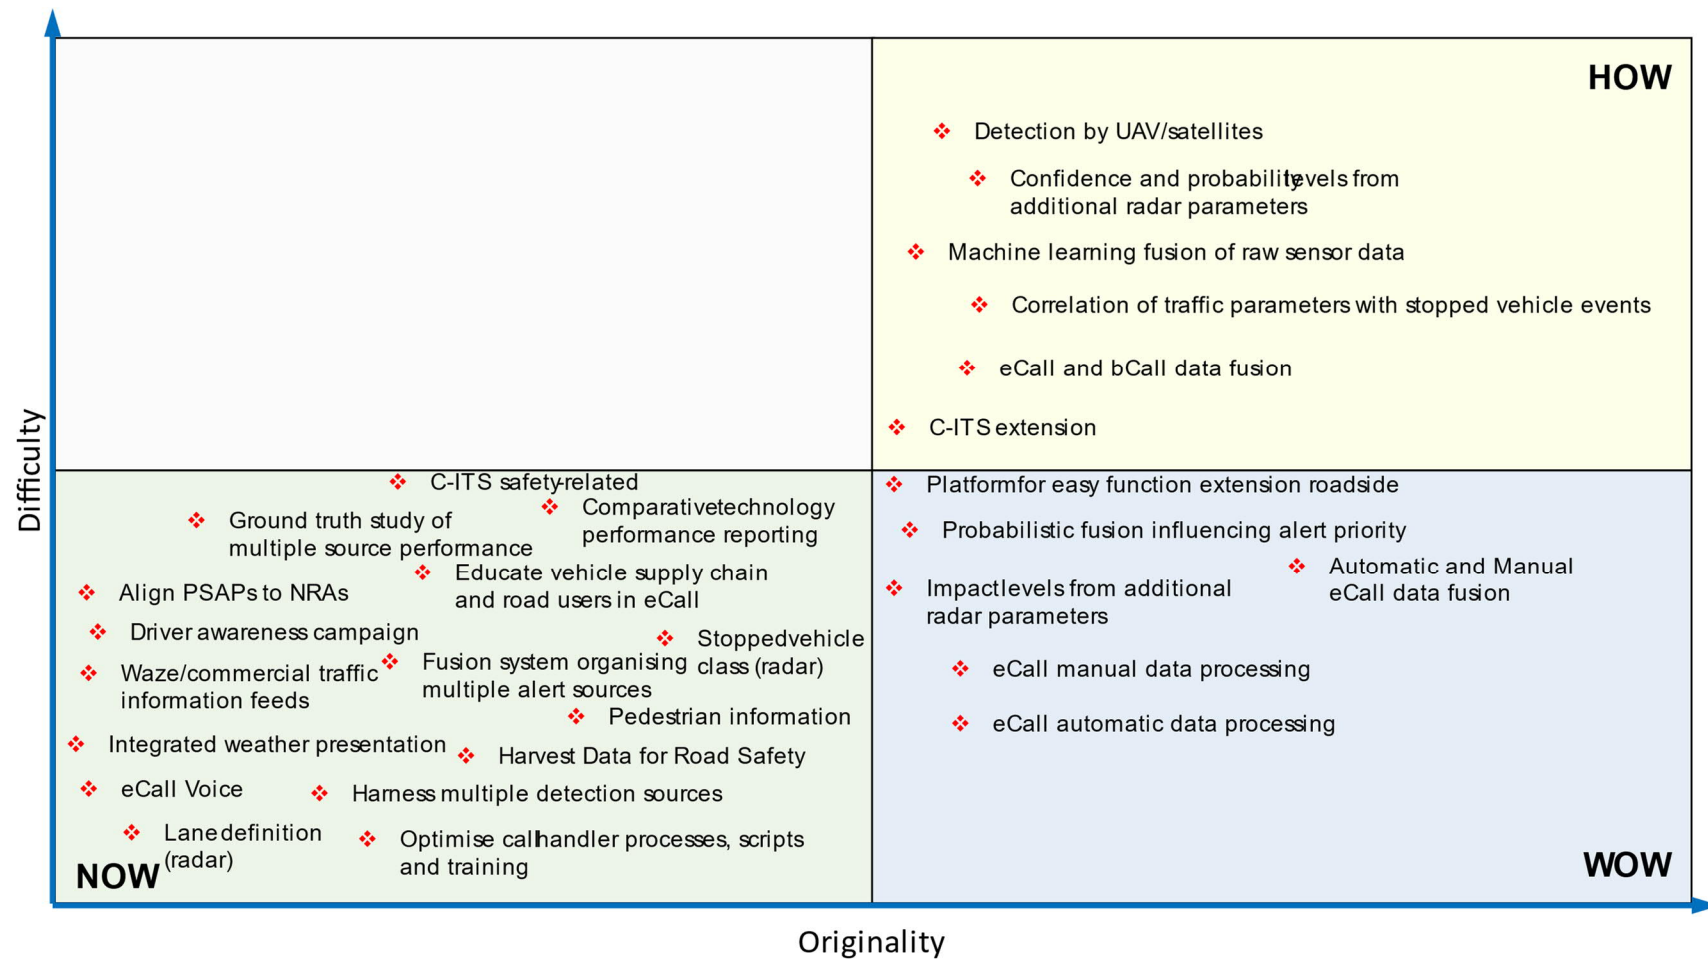 HOW
Detection by UAV/satellites
Confidence and probability levels from
additional radar parameters
Machine learning fusion of raw sensor data
Correlation of traffic parameters with stopped vehicle events
eCall and bCall data fusion
C-ITS extension
Difficulty
C-ITS safety-related
Comparative technology
performance reporting
Ground truth study of
multiple source performance
Educate vehicle supply chain
and road users in eCall
Align PSAPs to NRAs
Driver awareness campaign
Stopped vehicle
class (radar)
Waze/commercial traffic
information feeds
Fusion system organising
multiple alert sources
Pedestrian information
Integrated weather presentation
Harvest Data for Road Safety
eCall Voice
Harness multiple detection sources
Lane definition
(radar)
Optimise call handler processes, scripts
and training
NOW
Platform for easy function extension roadside
Probabilistic fusion influencing alert priority
Automatic and Manual
eCall data fusion
Impact levels from additional
radar parameters
eCall manual data processing
eCall automatic data processing
WOW
Originality